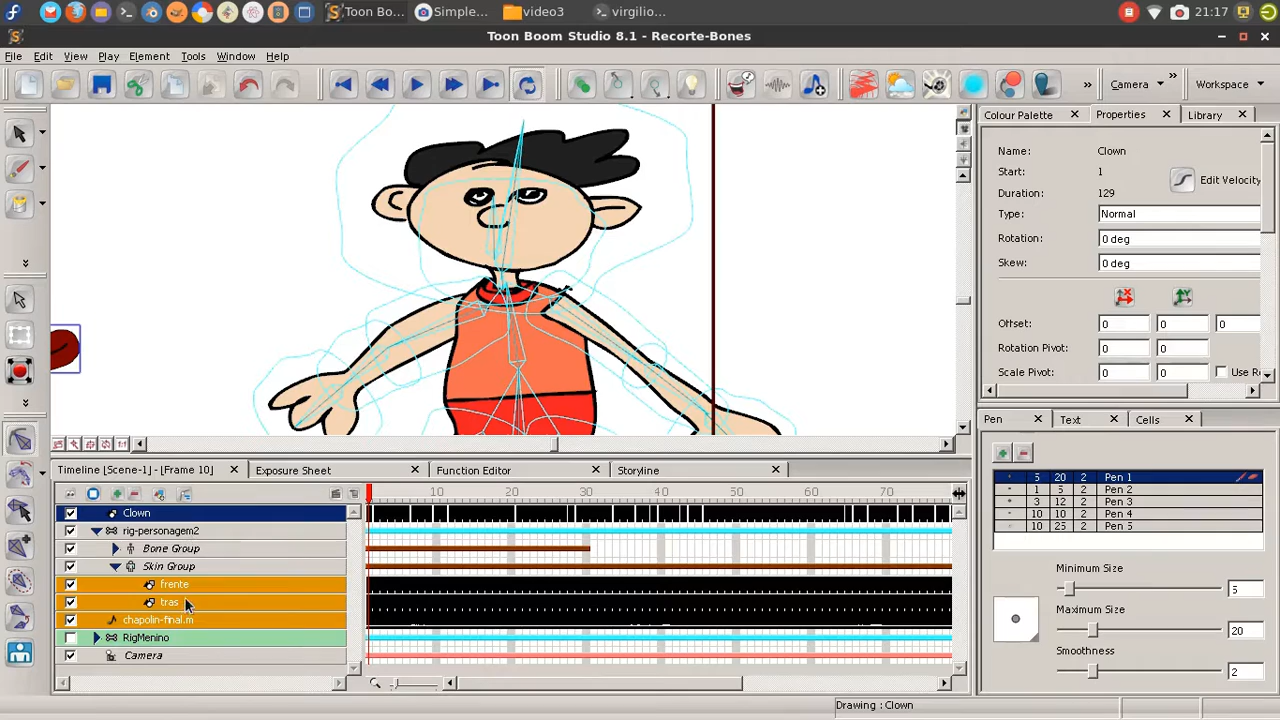 Toon Bo...
Simple...
video3
virgilio...
21:17
Toon Boom Studio 8.1 - Recorte-Bones
File Edit View Play Element Tools Window Help
Camera
Workspace
Colour Palette
Properties
Library
Name: Clown
Start: 1
Duration: 129
Edit Velocity
Type: Normal
Rotation: 0 deg
Skew: 0 deg
Offset: 0 0 0
Rotation Pivot: 0 0
Scale Pivot: 0 0 Use R
Pen
Text
Cells
5 20 2 Pen 1
1 5 2 Pen 2
3 12 2 Pen 3
10 10 2 Pen 4
10 25 2 Pen 5
Minimum Size
5
Maximum Size
20
Smoothness
2
Timeline [Scene-1] - [Frame 10]
Exposure Sheet
Function Editor
Storyline
10 20 30 40 50 60 70
Clown
rig-personagem2
Bone Group
Skin Group
frente
tras
chapolin-final.m
RigMenino
Camera
Drawing : Clown